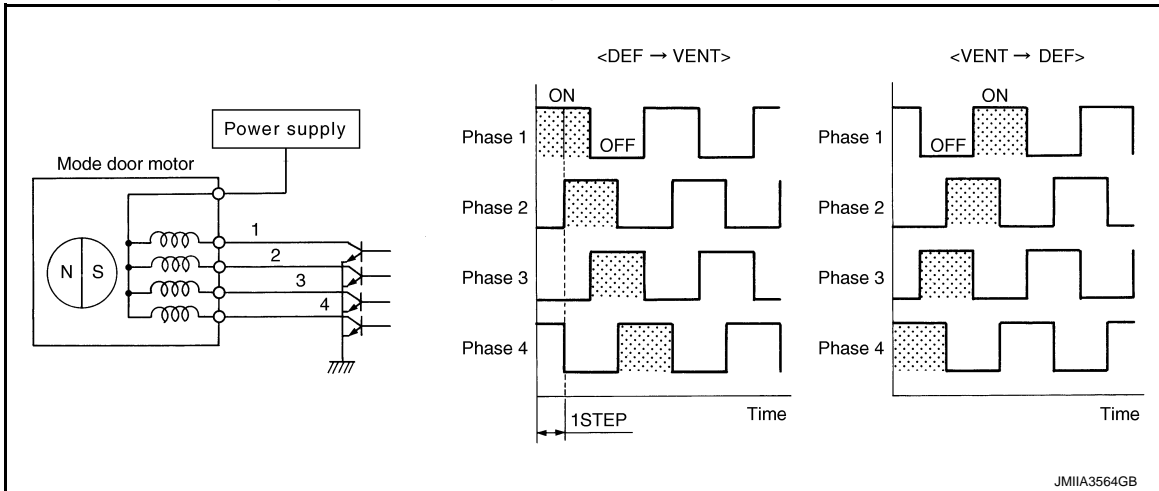 Power supply
Mode door motor
N S
1
2
3
4
<DEF → VENT>
ON
OFF
Phase 1
Phase 2
Phase 3
Phase 4
Time
1STEP
<VENT → DEF>
ON
OFF
Phase 1
Phase 2
Phase 3
Phase 4
Time
JMIIA3564GB